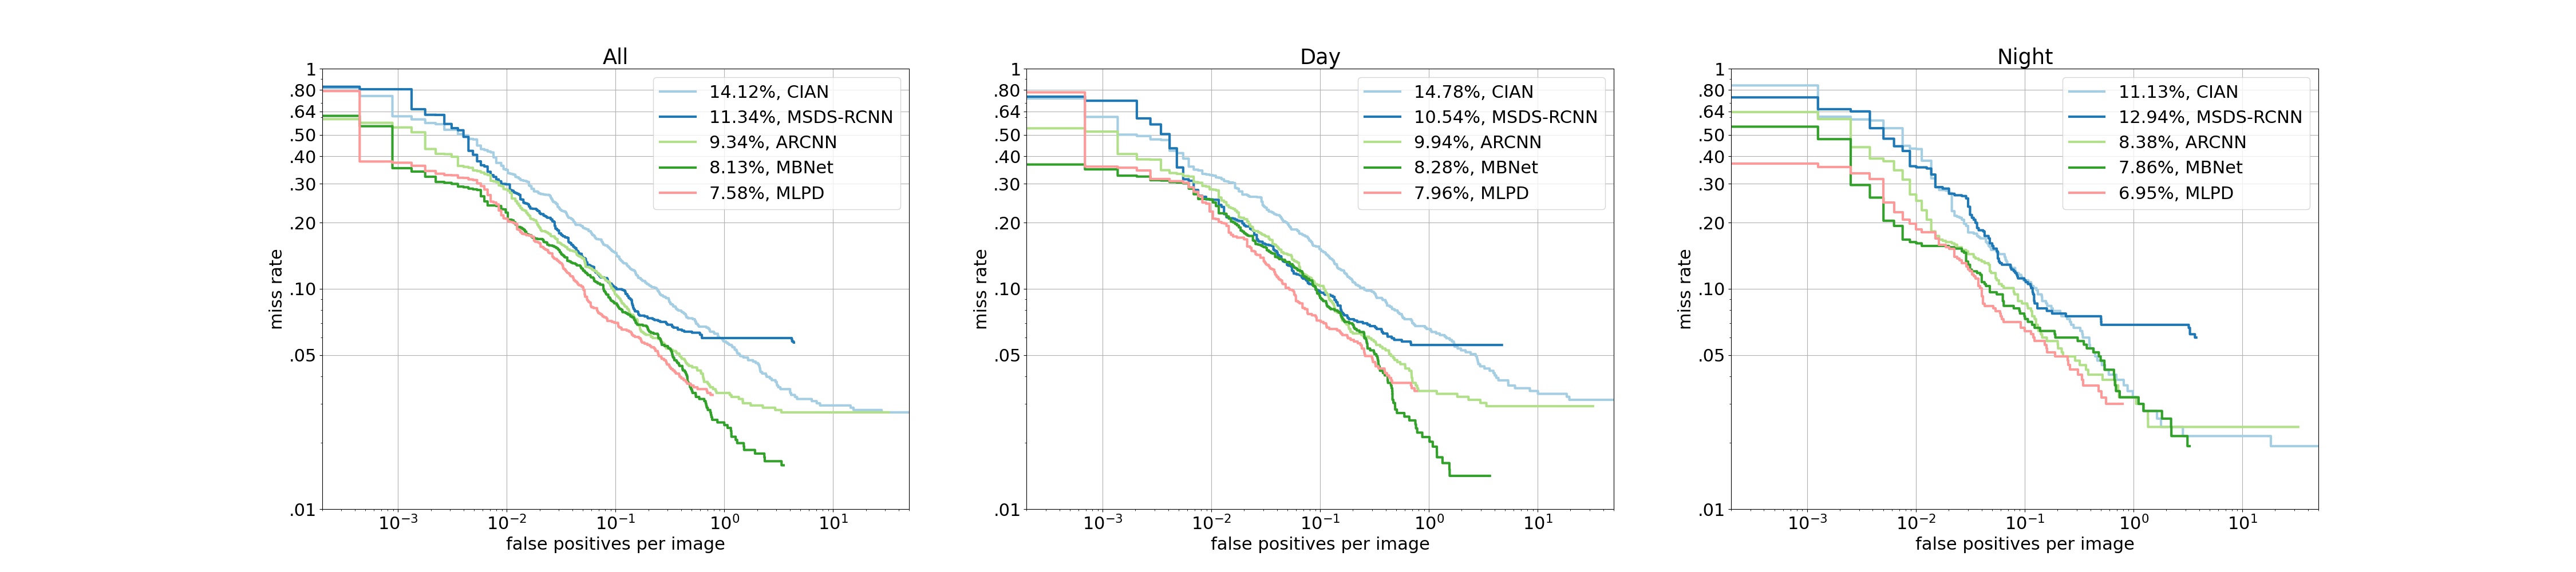 All
1
.80
.64
.50
.40
.30
.20
.10
.05
.01
miss rate
14.12%, CIAN
11.34%, MSDS-RCNN
9.34%, ARCNN
8.13%, MBNet
7.58%, MLPD
10⁻³ 10⁻² 10⁻¹ 10⁰ 10¹
false positives per image
Day
1
.80
.64
.50
.40
.30
.20
.10
.05
.01
miss rate
14.78%, CIAN
10.54%, MSDS-RCNN
9.94%, ARCNN
8.28%, MBNet
7.96%, MLPD
10⁻³ 10⁻² 10⁻¹ 10⁰ 10¹
false positives per image
Night
1
.80
.64
.50
.40
.30
.20
.10
.05
.01
miss rate
11.13%, CIAN
12.94%, MSDS-RCNN
8.38%, ARCNN
7.86%, MBNet
6.95%, MLPD
10⁻³ 10⁻² 10⁻¹ 10⁰ 10¹
false positives per image